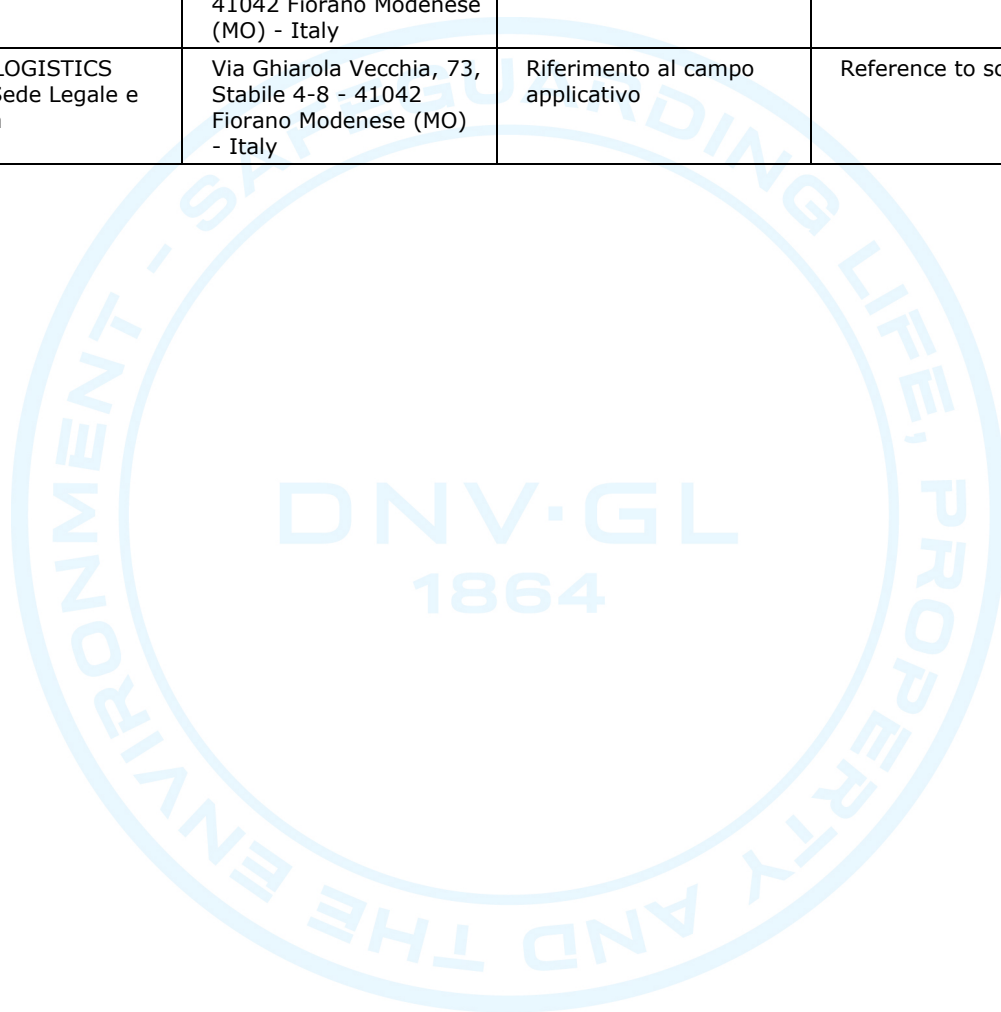 41042 Fiorano Modenese
(MO) - Italy
LOGISTICS
Sede Legale e
Via Ghiarola Vecchia, 73,
Stabile 4-8 - 41042
Fiorano Modenese (MO)
- Italy
Riferimento al campo
applicativo
Reference to
SAFEGUARDING LIFE, PROPERTY AND THE ENVIRONMENT -
DNV·GL
1864